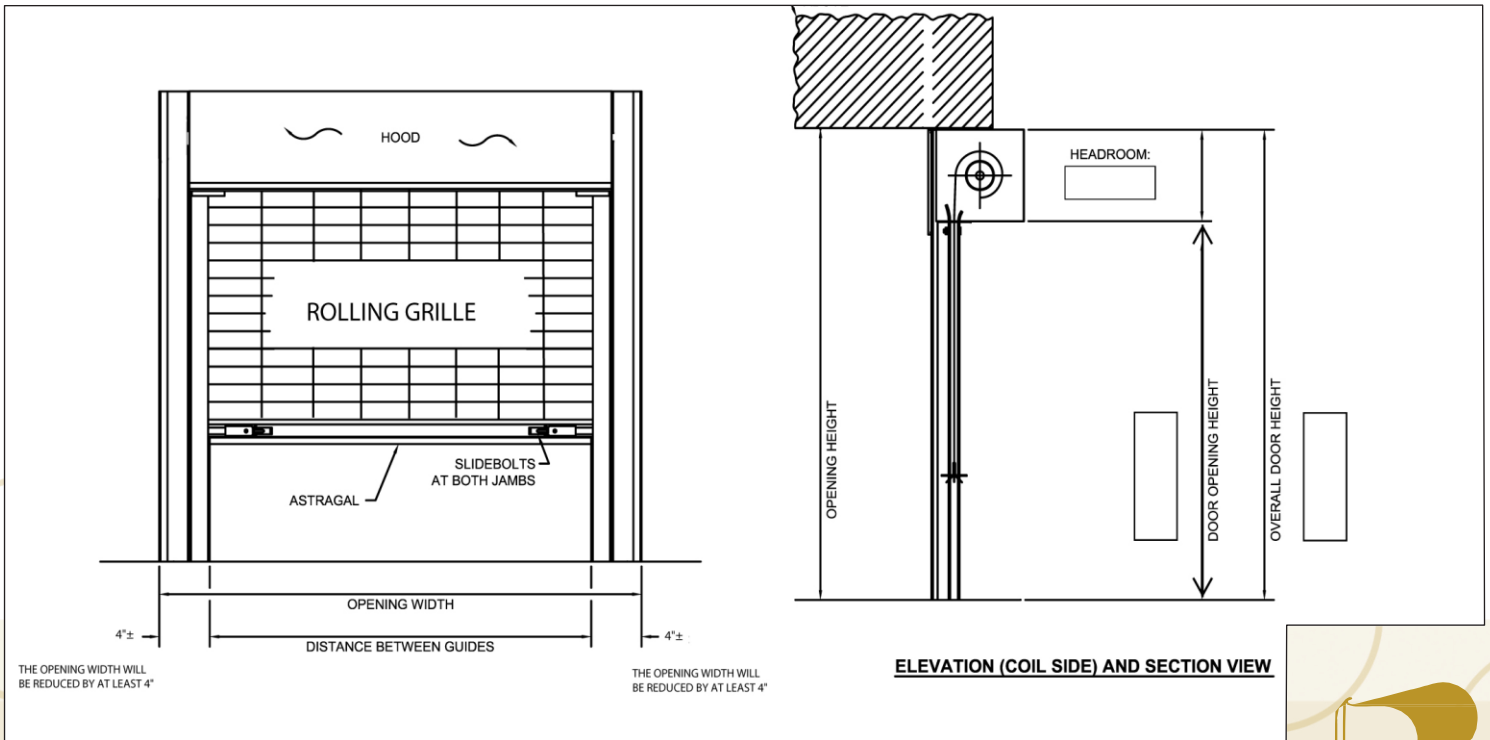 HOOD
ROLLING GRILLE
SLIDEBOLTS
AT BOTH JAMBS
ASTRAGAL
OPENING WIDTH
4"±
4"±
DISTANCE BETWEEN GUIDES
THE OPENING WIDTH WILL
BE REDUCED BY AT LEAST 4"
THE OPENING WIDTH WILL
BE REDUCED BY AT LEAST 4"
HEADROOM:
OPENING HEIGHT
DOOR OPENING HEIGHT
OVERALL DOOR HEIGHT
ELEVATION (COIL SIDE) AND SECTION VIEW